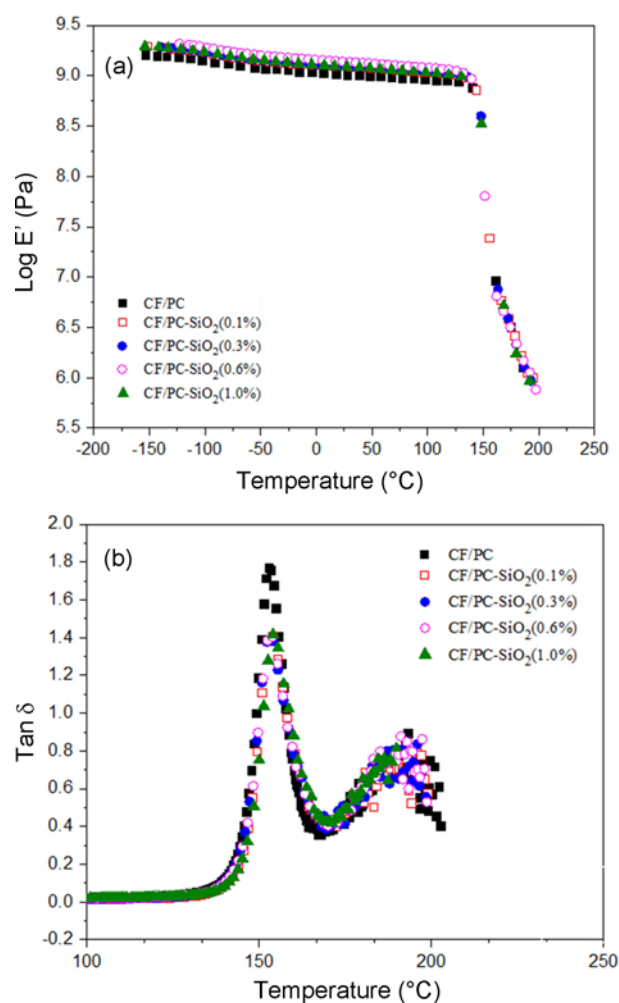 (a)
9.5
9.0
8.5
8.0
7.5
7.0
6.5
6.0
5.5
Log E' (Pa)
CF/PC
CF/PC-SiO₂(0.1%)
CF/PC-SiO₂(0.3%)
CF/PC-SiO₂(0.6%)
CF/PC-SiO₂(1.0%)
-200 -150 -100 -50 0 50 100 150 200 250
Temperature (°C)
(b)
2.0
1.8
1.6
1.4
1.2
1.0
0.8
0.6
0.4
0.2
0.0
-0.2
Tan δ
CF/PC
CF/PC-SiO₂(0.1%)
CF/PC-SiO₂(0.3%)
CF/PC-SiO₂(0.6%)
CF/PC-SiO₂(1.0%)
100 150 200 250
Temperature (°C)